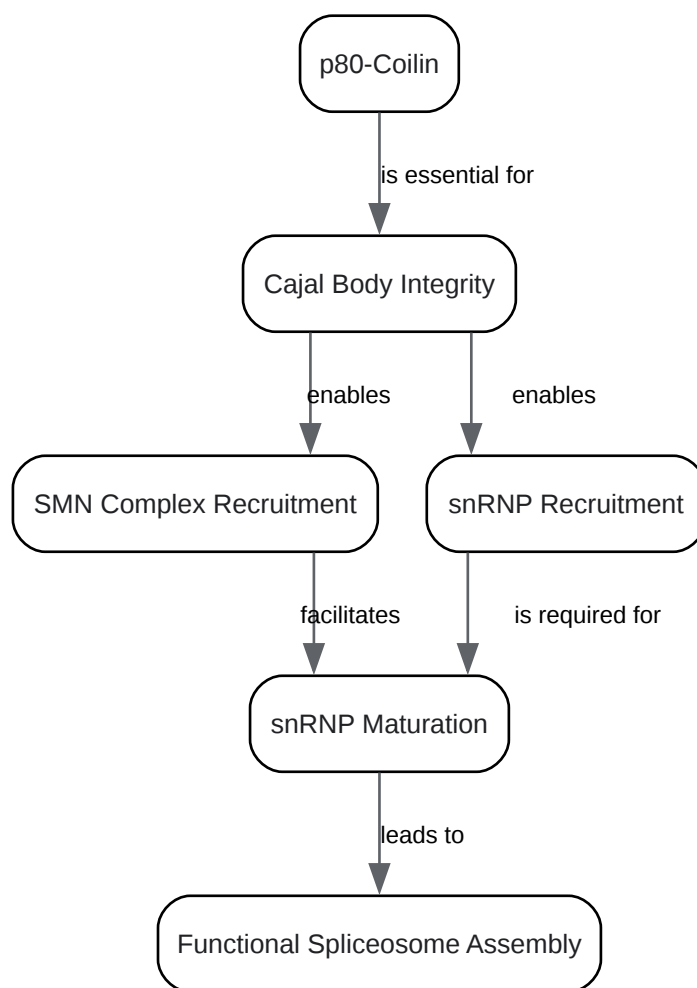 p80-Coilin
is essential for
Cajal Body Integrity
enables
enables
SMN Complex Recruitment
snRNP Recruitment
facilitates
is required for
snRNP Maturation
leads to
Functional Spliceosome Assembly